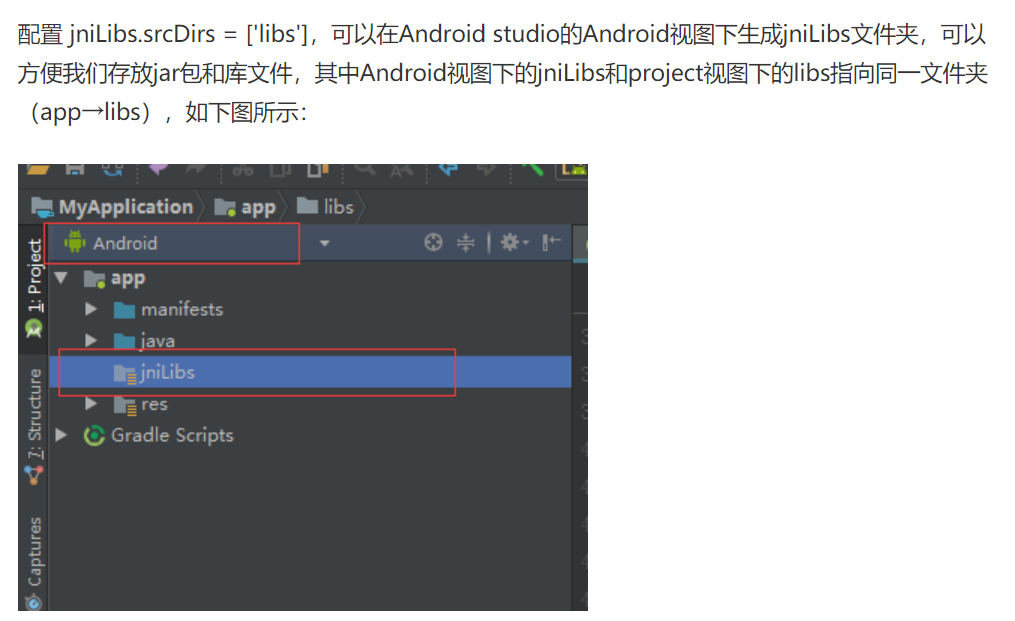 配置 jniLibs.srcDirs = ['libs']，可以在Android studio的Android视图下生成jniLibs文件夹，可以
方便我们存放jar包和库文件，其中Android视图下的jniLibs和project视图下的libs指向同一文件夹
（app→libs），如下图所示：
MyApplication app libs
Android
1: Project
app
manifests
java
jniLibs
res
Gradle Scripts
7: Structure
Captures